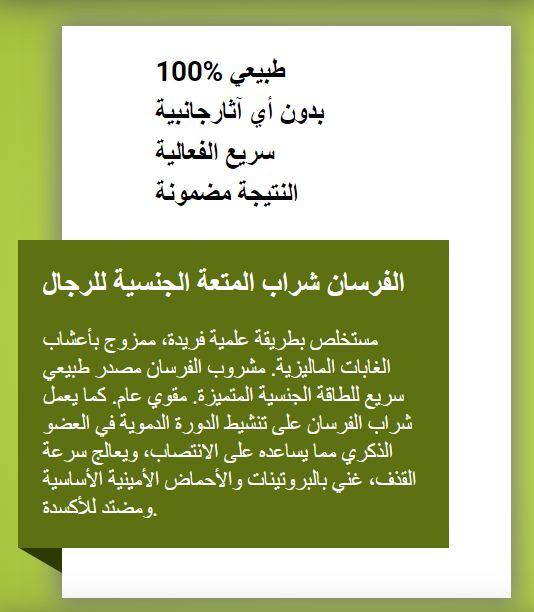 طبيعي 100%
بدون أي آثارجانبية
سريع الفعالية
النتيجة مضمونة
الفرسان شراب المتعة الجنسية للرجال
مستخلص بطريقة علمية فريدة، ممزوج بأعشاب
الغابات الماليزية. مشروب الفرسان مصدر طبيعي
سريع للطاقة الجنسية المتميزة. مقوي عام. كما يعمل
شراب الفرسان على تنشيط الدورة الدموية في العضو
الذكري مما يساعده على الانتصاب، ويعالج سرعة
القذف، غني بالبروتينات والأحماض الأمينية الأساسية
ومضتد للأكسدة.